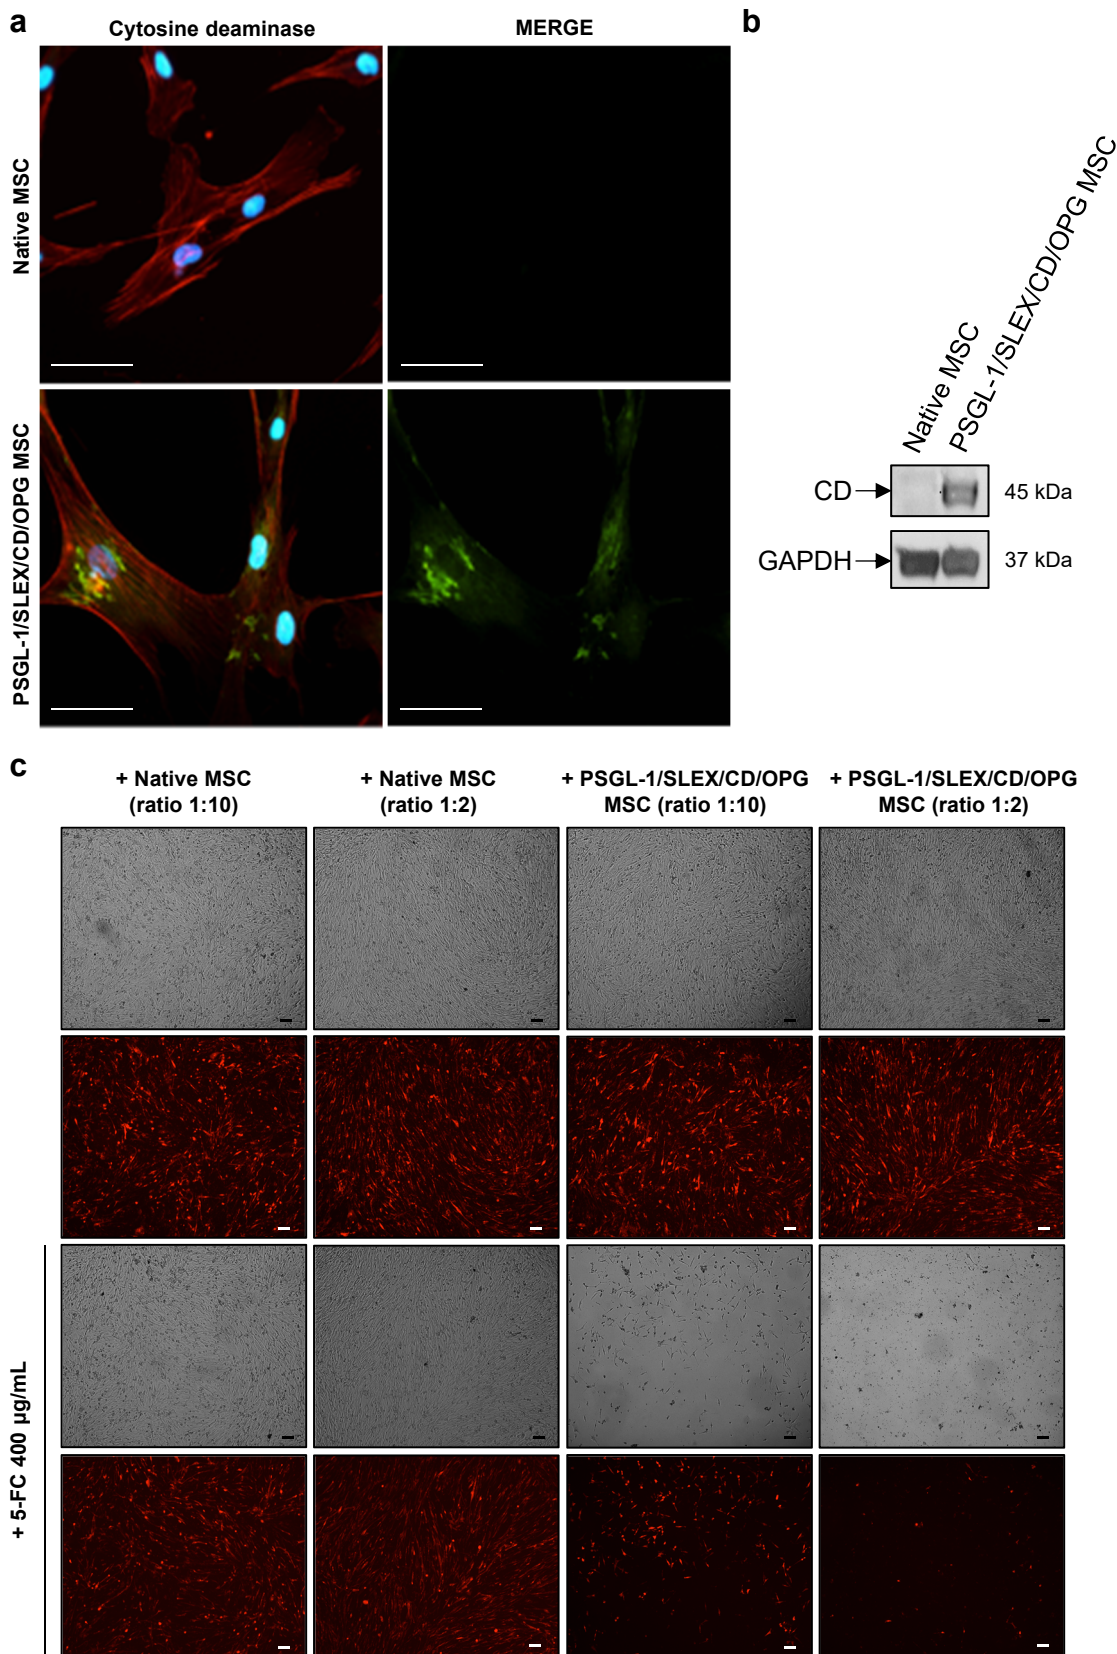 a
Cytosine deaminase
MERGE
Native MSC
PSGL-1/SLEX/CD/OPG MSC
b
Native MSC
PSGL-1/SLEX/CD/OPG MSC
CD
45 kDa
GAPDH
37 kDa
c
+ Native MSC
(ratio 1:10)
+ Native MSC
(ratio 1:2)
+ PSGL-1/SLEX/CD/OPG
MSC (ratio 1:10)
+ PSGL-1/SLEX/CD/OPG
MSC (ratio 1:2)
+ 5-FC 400 µg/mL